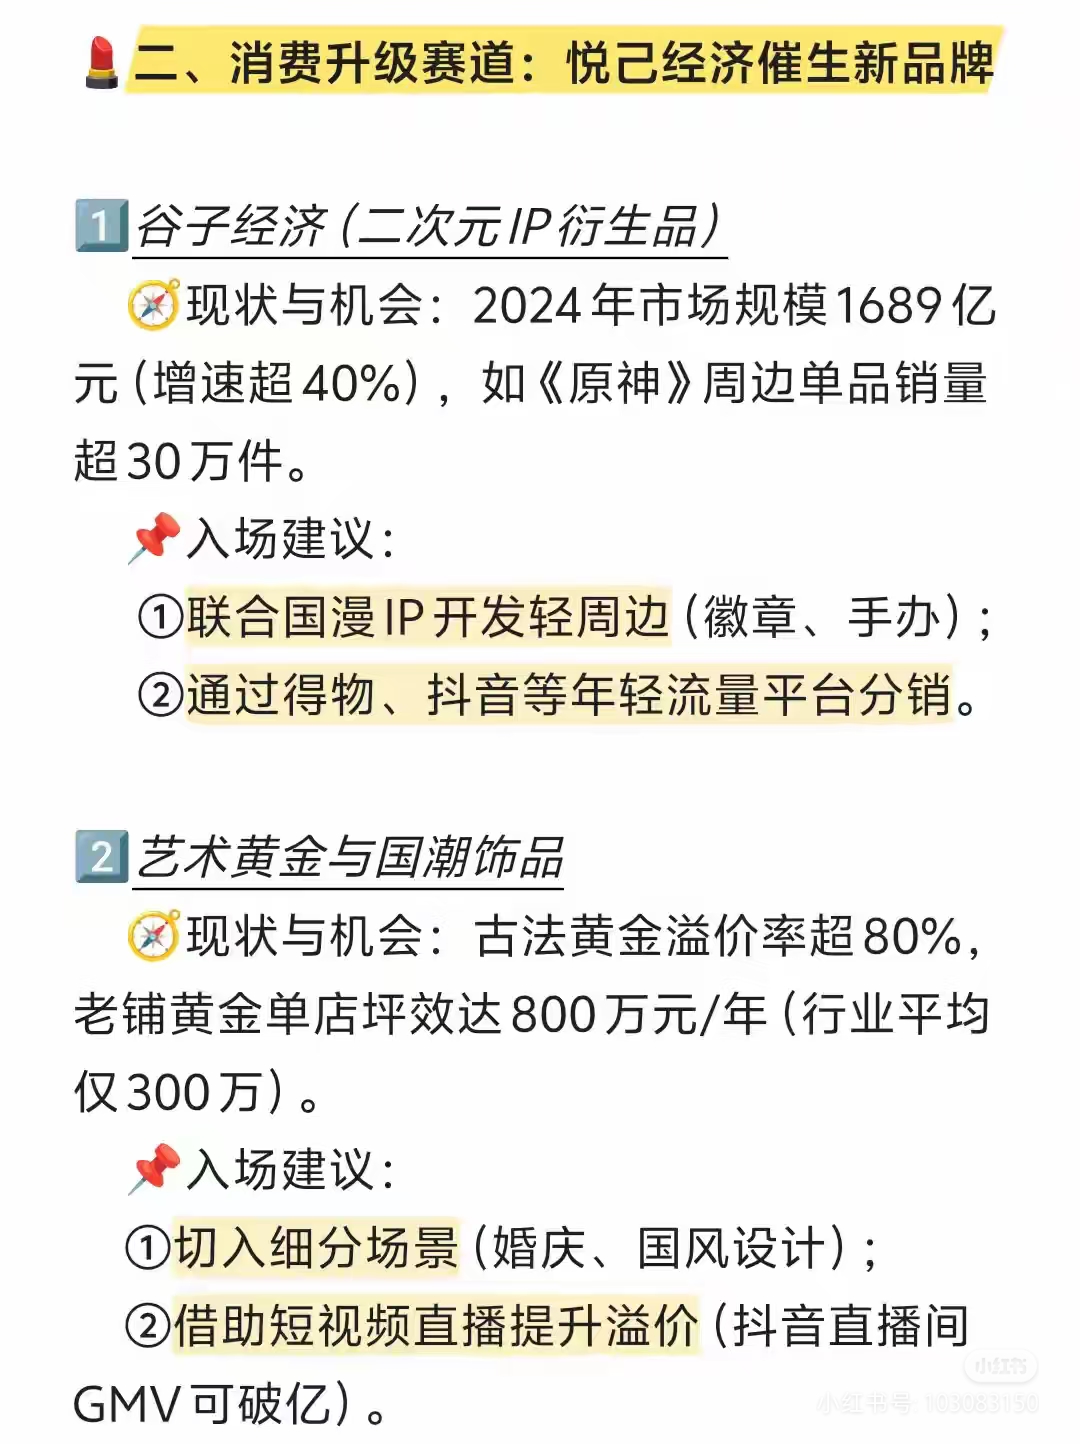 💄二、消费升级赛道：悦己经济催生新品牌
1️⃣谷子经济（二次元IP衍生品）
🧭现状与机会：2024年市场规模1689亿
元（增速超40%），如《原神》周边单品销量
超30万件。
📌入场建议：
①联合国漫IP开发轻周边（徽章、手办）；
②通过得物、抖音等年轻流量平台分销。
2️⃣艺术黄金与国潮饰品
🧭现状与机会：古法黄金溢价率超80%，
老铺黄金单店坪效达800万元/年（行业平均
仅300万）。
📌入场建议：
①切入细分场景（婚庆、国风设计）；
②借助短视频直播提升溢价（抖音直播间
GMV可破亿）。
小红书
小红书号：103083150